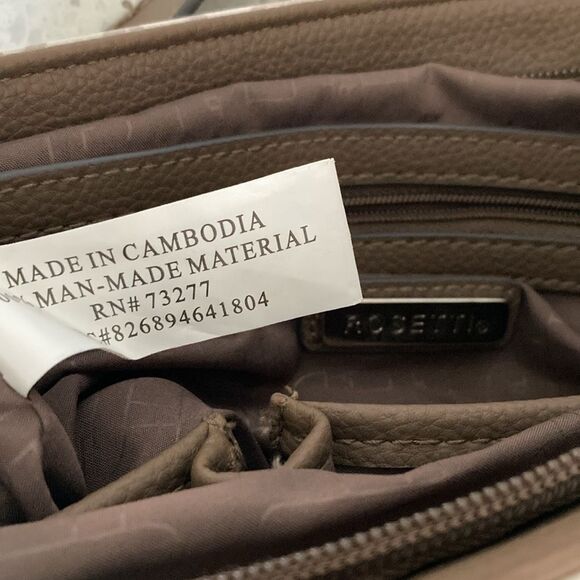 MADE IN CAMBODIA
MAN-MADE MATERIAL
RN# 73277
#826894641804
ROSETTI